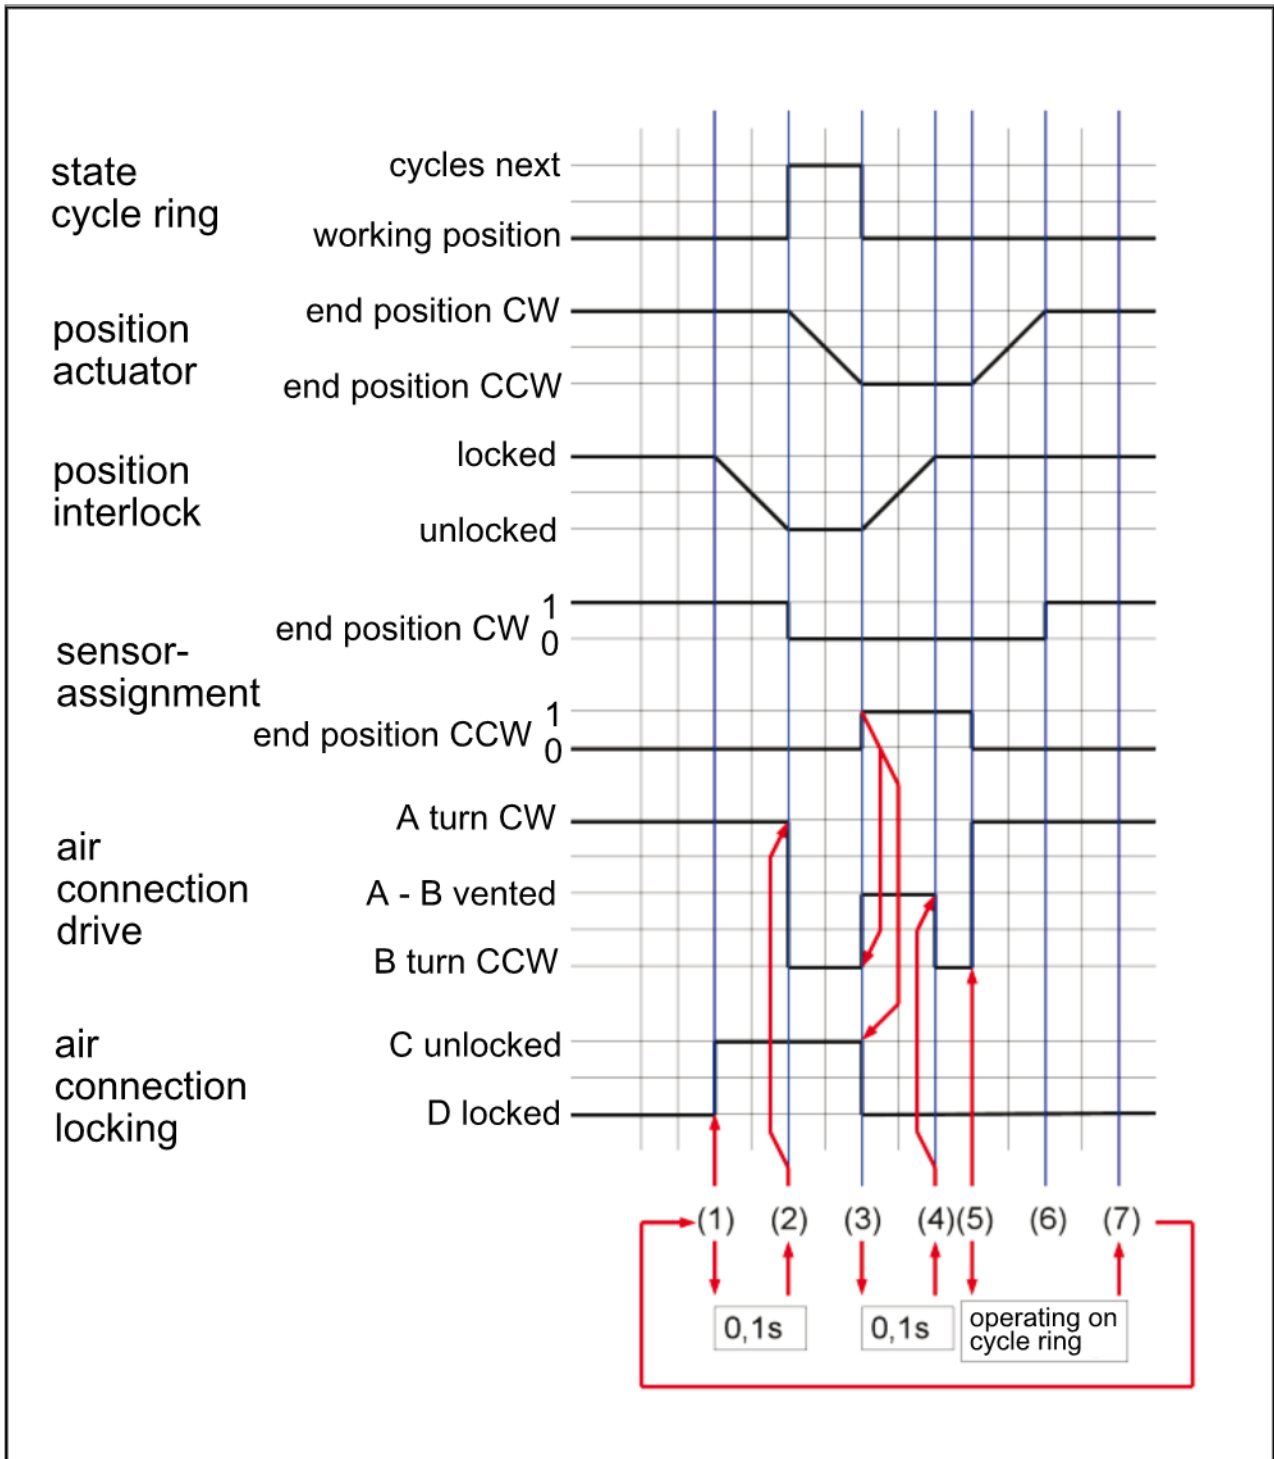 state
cycle ring
cycles next
working position
position
actuator
end position CW
end position CCW
position
interlock
locked
unlocked
sensor-
assignment
end position CW
1
0
end position CCW
1
0
air
connection
drive
A turn CW
A - B vented
B turn CCW
air
connection
locking
C unlocked
D locked
(1) (2) (3) (4)(5) (6) (7)
0,1s
0,1s
operating on
cycle ring